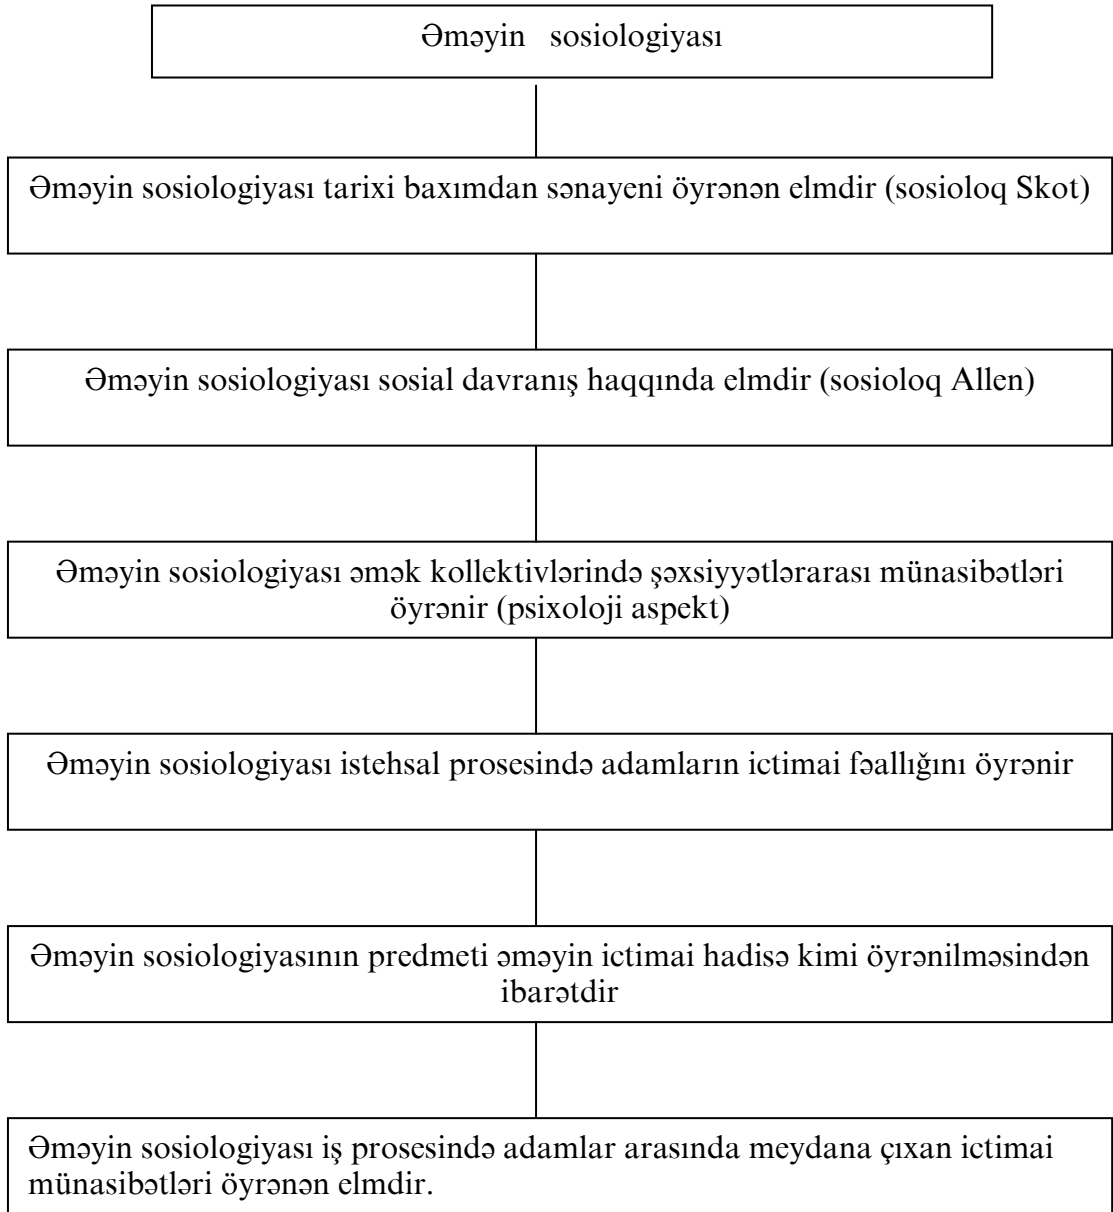 Əməyin sosiologiyası
Əməyin sosiologiyası tarixi baxımdan sənayeni öyrənən elmdir (sosioloq Skot)
Əməyin sosiologiyası sosial davranış haqqında elmdir (sosioloq Allen)
Əməyin sosiologiyası əmək kollektivlərində şəxsiyyətlərarası münasibətləri
öyrənir (psixoloji aspekt)
Əməyin sosiologiyası istehsal prosesində adamların ictimai fəallığını öyrənir
Əməyin sosiologiyasının predmeti əməyin ictimai hadisə kimi öyrənilməsindən
ibarətdir
Əməyin sosiologiyası iş prosesində adamlar arasında meydana çıxan ictimai
münasibətləri öyrənən elmdir.